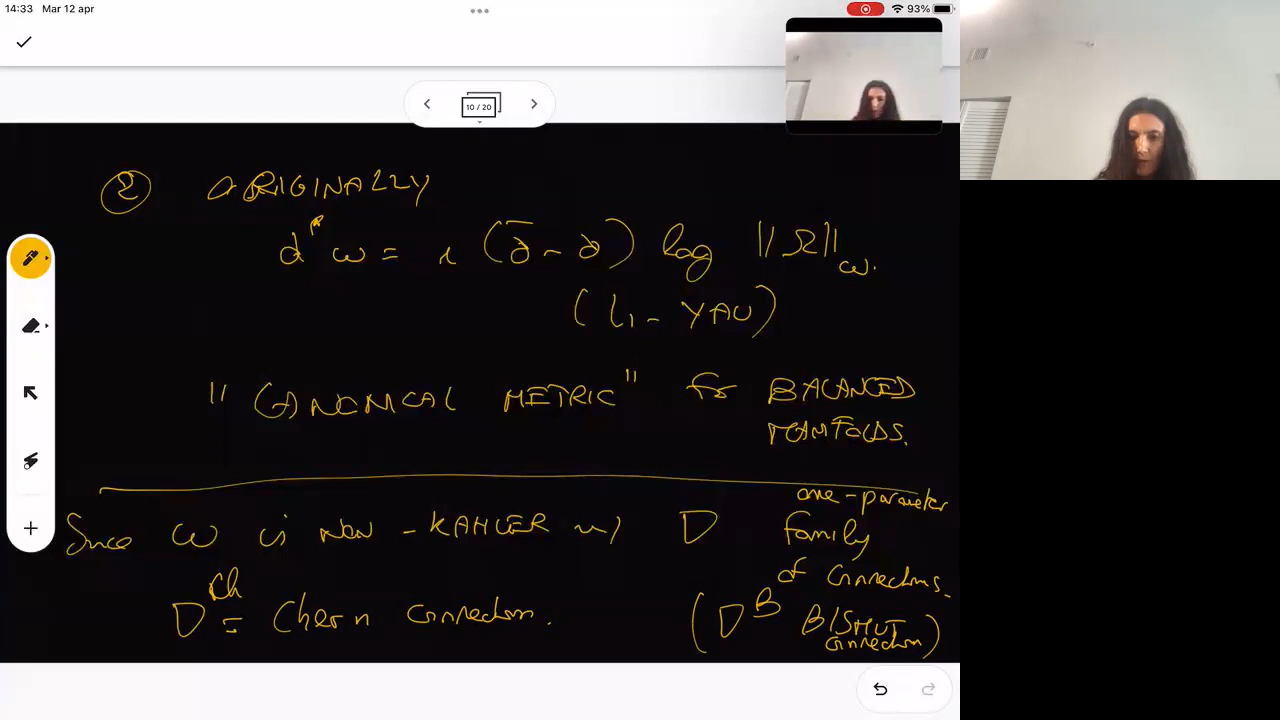 14:33 Mar 12 apr
93%
10 / 20
② ORIGINALLY
d* ω = i (∂̄ - ∂) log ||Ω||ω.
(Li - YAU)
"CANONICAL METRIC" for BALANCED
MANIFOLDS.
Since ω is NON-KAHLER ⇝ D one-parameter
family
of connections.
D^Ch = Chern connection. (D^B BISMUT
connection)